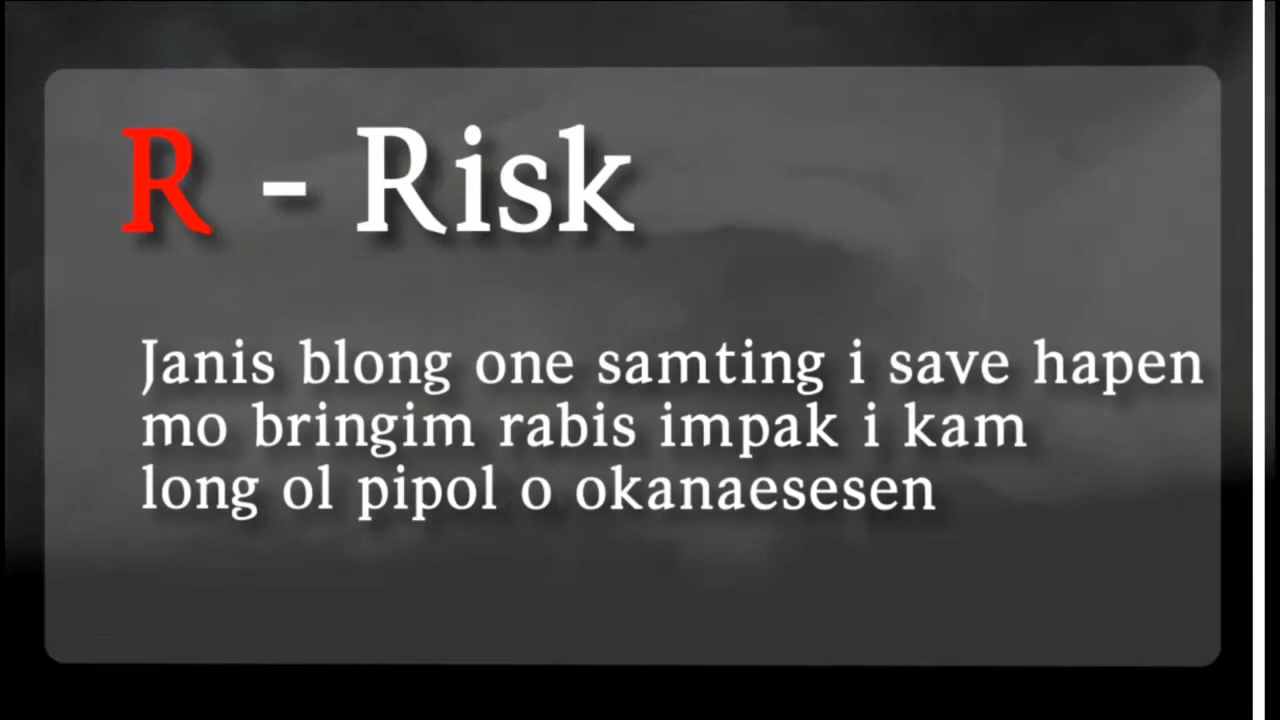 R - Risk
Janis blong one samting i save hapen
mo bringim rabis impak i kam
long ol pipol o okanaesesen